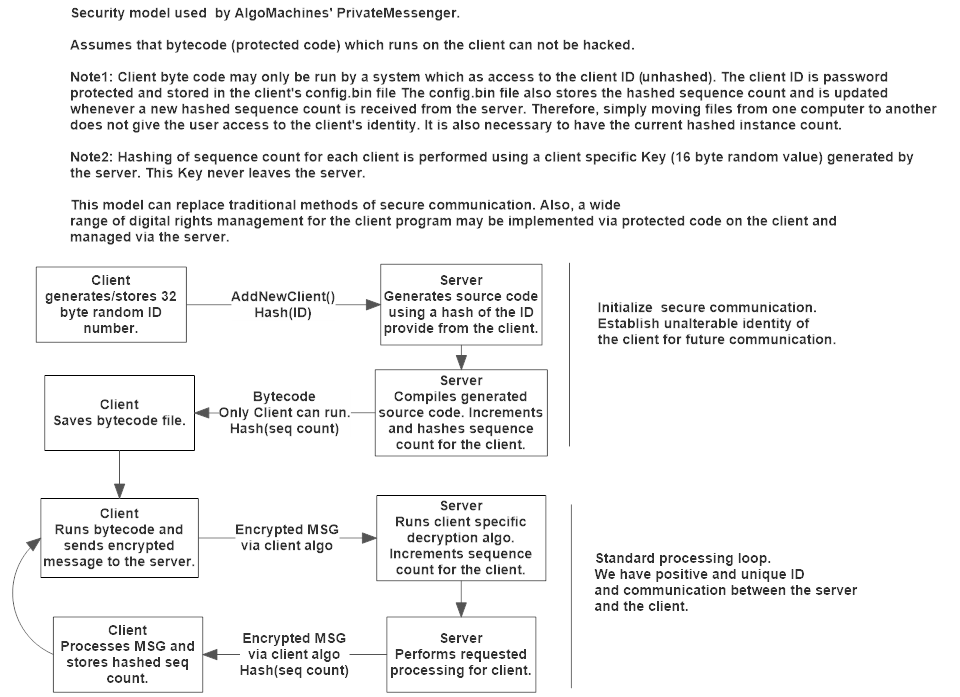 Security model used  by AlgoMachines' PrivateMessenger.
Assumes that bytecode (protected code) which runs on the client can not be hacked.
Note1: Client byte code may only be run by a system which as access to the client ID (unhashed). The client ID is password
protected and stored in the client's config.bin file The config.bin file also stores the hashed sequence count and is updated
whenever a new hashed sequence count is received from the server. Therefore, simply moving files from one computer to another
does not give the user access to the client's identity. It is also necessary to have the current hashed instance count.
Note2: Hashing of sequence count for each client is performed using a client specific Key (16 byte random value) generated by
the server. This Key never leaves the server.
This model can replace traditional methods of secure communication. Also, a wide
range of digital rights management for the client program may be implemented via protected code on the client and
managed via the server.
Client
generates/stores 32
byte random ID
number.
AddNewClient()
Hash(ID)
Server
Generates source code
using a hash of the ID
provide from the client.
Initialize  secure communication.
Establish unalterable identity of
the client for future communication.
Client
Saves bytecode file.
Bytecode
Only Client can run.
Hash(seq count)
Server
Compiles generated
source code. Increments
and hashes sequence
count for the client.
Client
Runs bytecode and
sends encrypted
message to the server.
Encrypted MSG
via client algo
Server
Runs client specific
decryption algo.
Increments sequence
count for the client.
Standard processing loop.
We have positive and unique ID
and communication between the server
and the client.
Client
Processes MSG and
stores hashed seq
count.
Encrypted MSG
via client algo
Hash(seq count)
Server
Performs requested
processing for client.